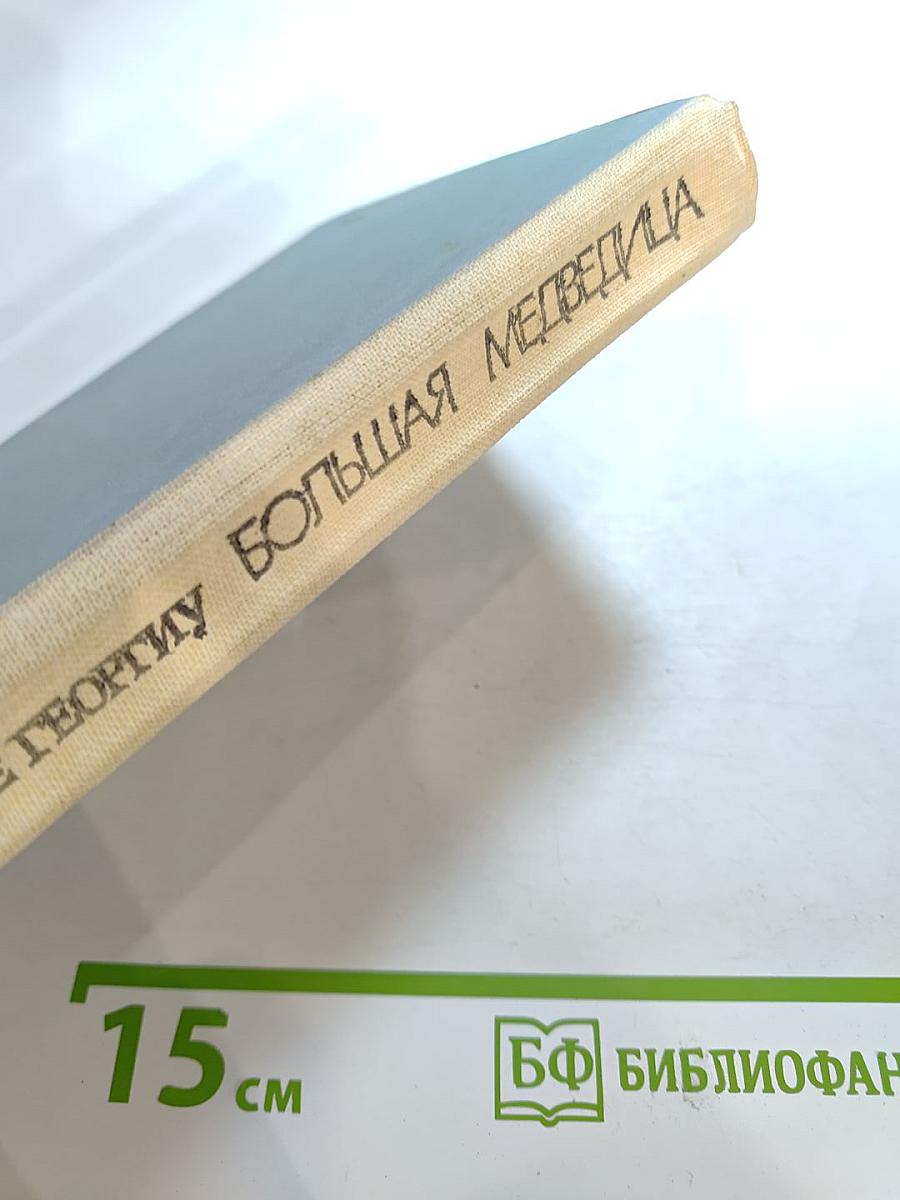 Е ГЕОРГИУ БОЛЬШАЯ МЕДВЕДИЦА
15 см
БФ БИБЛИОФАН